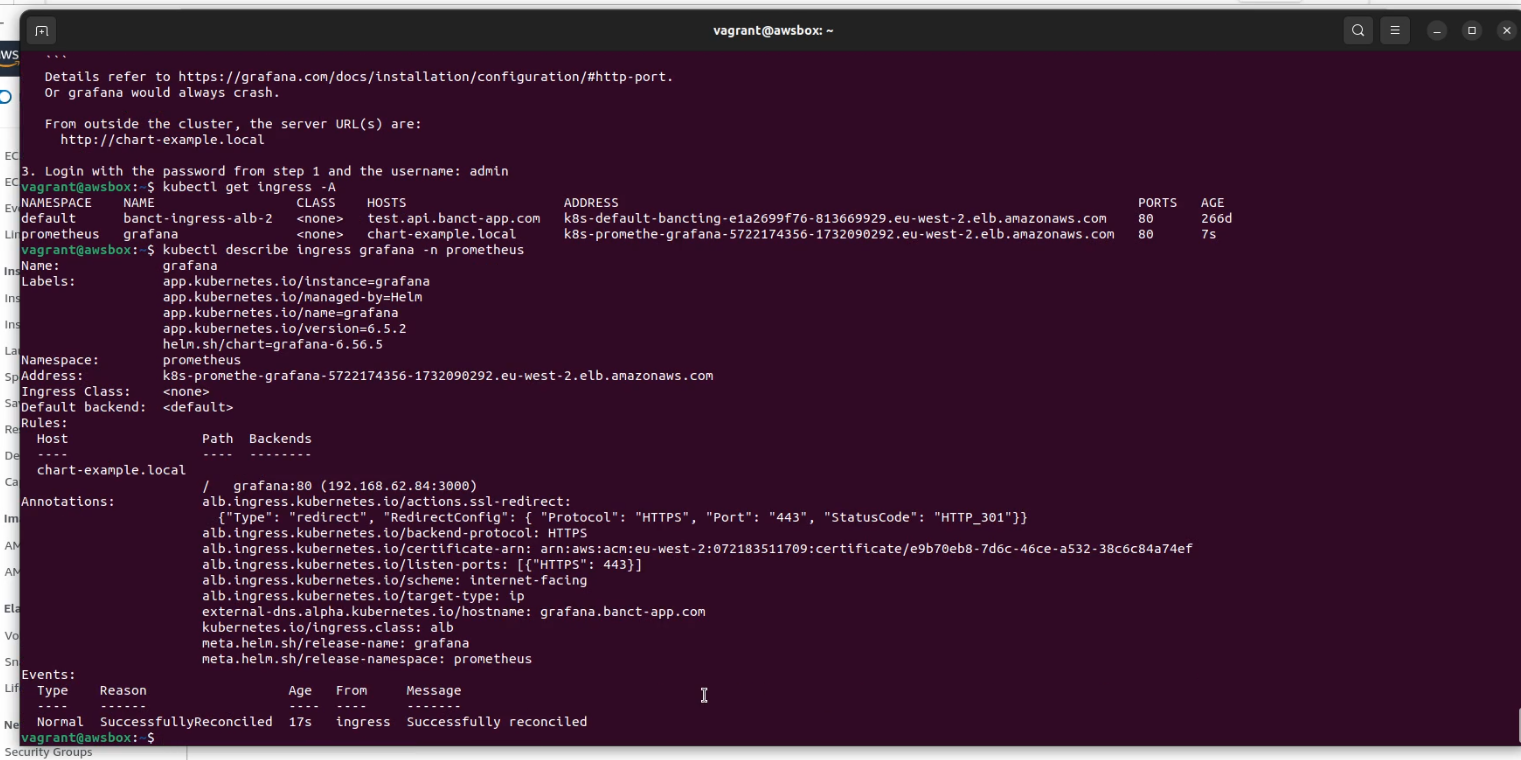 vagrant@awsbox: ~
```
Details refer to https://grafana.com/docs/installation/configuration/#http-port.
Or grafana would always crash.
From outside the cluster, the server URL(s) are:
http://chart-example.local
3. Login with the password from step 1 and the username: admin
vagrant@awsbox:~$ kubectl get ingress -A
NAMESPACE NAME CLASS HOSTS ADDRESS PORTS AGE
default banct-ingress-alb-2 <none> test.api.banct-app.com k8s-default-bancting-e1a2699f76-813669929.eu-west-2.elb.amazonaws.com 80 266d
prometheus grafana <none> chart-example.local k8s-promethe-grafana-5722174356-1732090292.eu-west-2.elb.amazonaws.com 80 7s
vagrant@awsbox:~$ kubectl describe ingress grafana -n prometheus
Name: grafana
Labels: app.kubernetes.io/instance=grafana
app.kubernetes.io/managed-by=Helm
app.kubernetes.io/name=grafana
app.kubernetes.io/version=6.5.2
helm.sh/chart=grafana-6.56.5
Namespace: prometheus
Address: k8s-promethe-grafana-5722174356-1732090292.eu-west-2.elb.amazonaws.com
Ingress Class: <none>
Default backend: <default>
Rules:
Host Path Backends
---- ---- --------
chart-example.local
/ grafana:80 (192.168.62.84:3000)
Annotations: alb.ingress.kubernetes.io/actions.ssl-redirect:
{"Type": "redirect", "RedirectConfig": { "Protocol": "HTTPS", "Port": "443", "StatusCode": "HTTP_301"}}
alb.ingress.kubernetes.io/backend-protocol: HTTPS
alb.ingress.kubernetes.io/certificate-arn: arn:aws:acm:eu-west-2:072183511709:certificate/e9b70eb8-7d6c-46ce-a532-38c6c84a74ef
alb.ingress.kubernetes.io/listen-ports: [{"HTTPS": 443}]
alb.ingress.kubernetes.io/scheme: internet-facing
alb.ingress.kubernetes.io/target-type: ip
external-dns.alpha.kubernetes.io/hostname: grafana.banct-app.com
kubernetes.io/ingress.class: alb
meta.helm.sh/release-name: grafana
meta.helm.sh/release-namespace: prometheus
Events:
Type Reason Age From Message
---- ------ ---- ---- -------
Normal SuccessfullyReconciled 17s ingress Successfully reconciled
vagrant@awsbox:~$
Security Groups